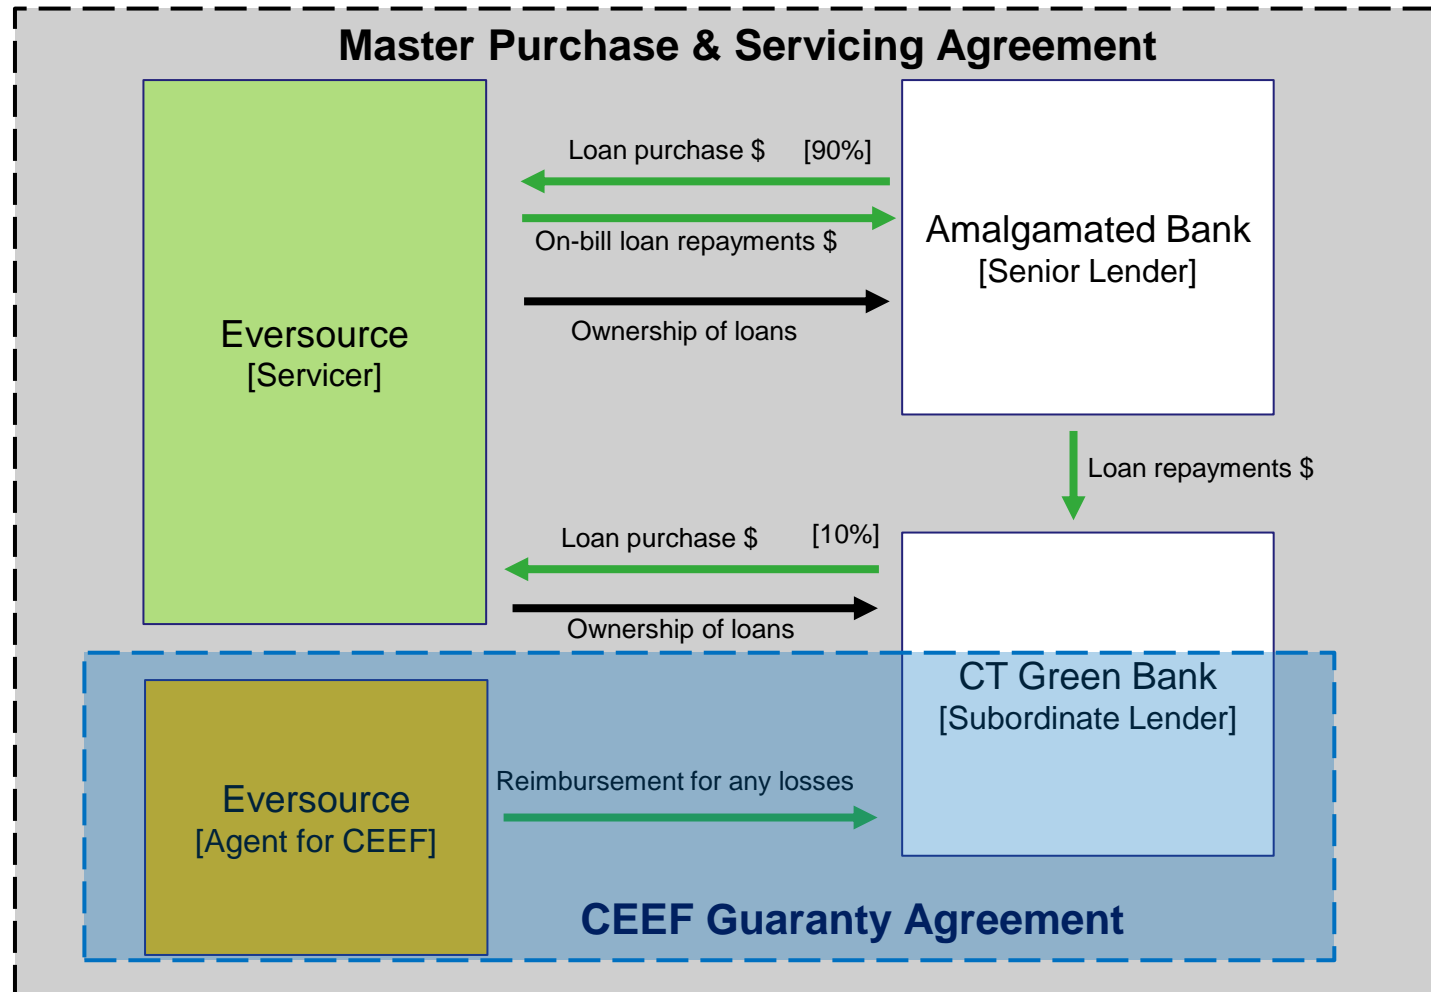 Master Purchase & Servicing Agreement
Loan purchase $ [90%]
On-bill loan repayments $
Ownership of loans
Eversource
[Servicer]
Amalgamated Bank
[Senior Lender]
Loan repayments $
Loan purchase $ [10%]
Ownership of loans
CT Green Bank
[Subordinate Lender]
Eversource
[Agent for CEEF]
Reimbursement for any losses
CEEF Guaranty Agreement